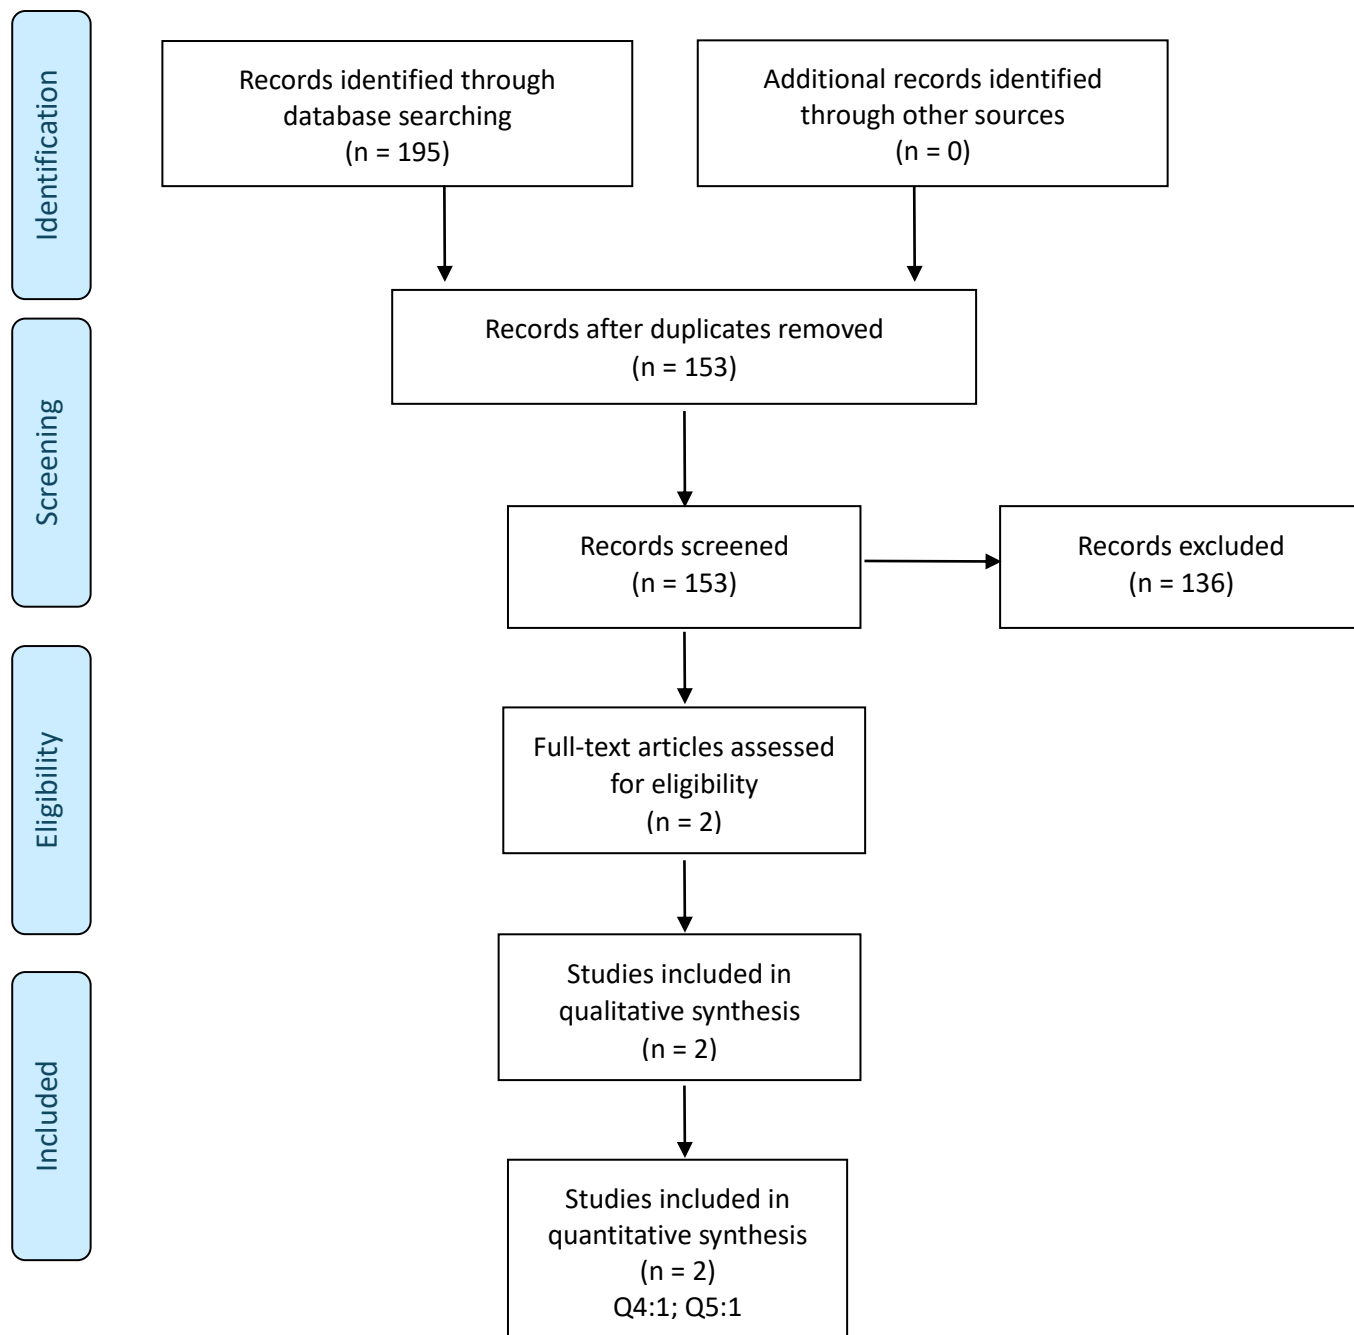 Identification
Records identified through
database searching
(n = 195)
Additional records identified
through other sources
(n = 0)
Records after duplicates removed
(n = 153)
Screening
Records screened
(n = 153)
Records excluded
(n = 136)
Eligibility
Full-text articles assessed
for eligibility
(n = 2)
Studies included in
qualitative synthesis
(n = 2)
Included
Studies included in
quantitative synthesis
(n = 2)
Q4:1; Q5:1